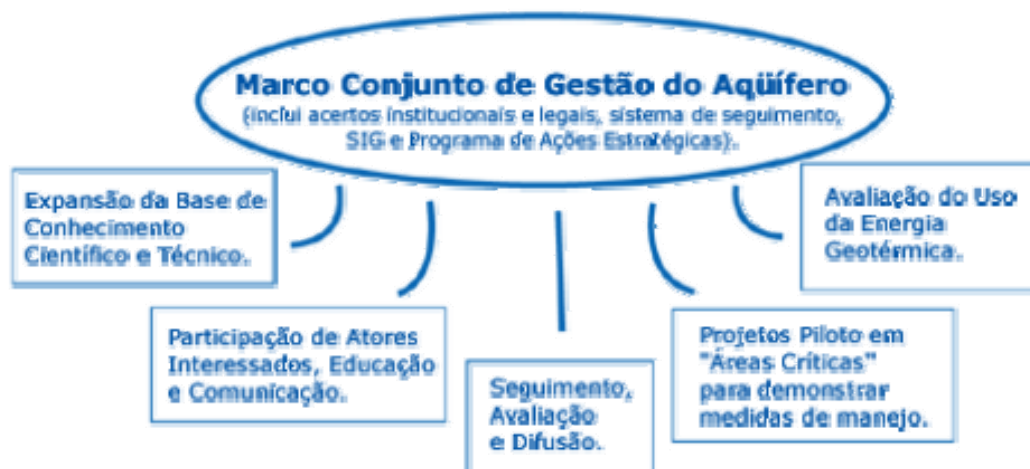 Marco Conjunto de Gestão do Aqüífero
(inclui acertos institucionais e legais, sistema de seguimento,
SIG e Programa de Ações Estratégicas).
Expansão da Base de
Conhecimento
Científico e Técnico.
Participação de Atores
Interessados, Educação
e Comunicação.
Seguimento,
Avaliação
e Difusão.
Projetos Piloto em
"Áreas Críticas"
para demonstrar
medidas de manejo.
Avaliação do Uso
da Energia
Geotérmica.